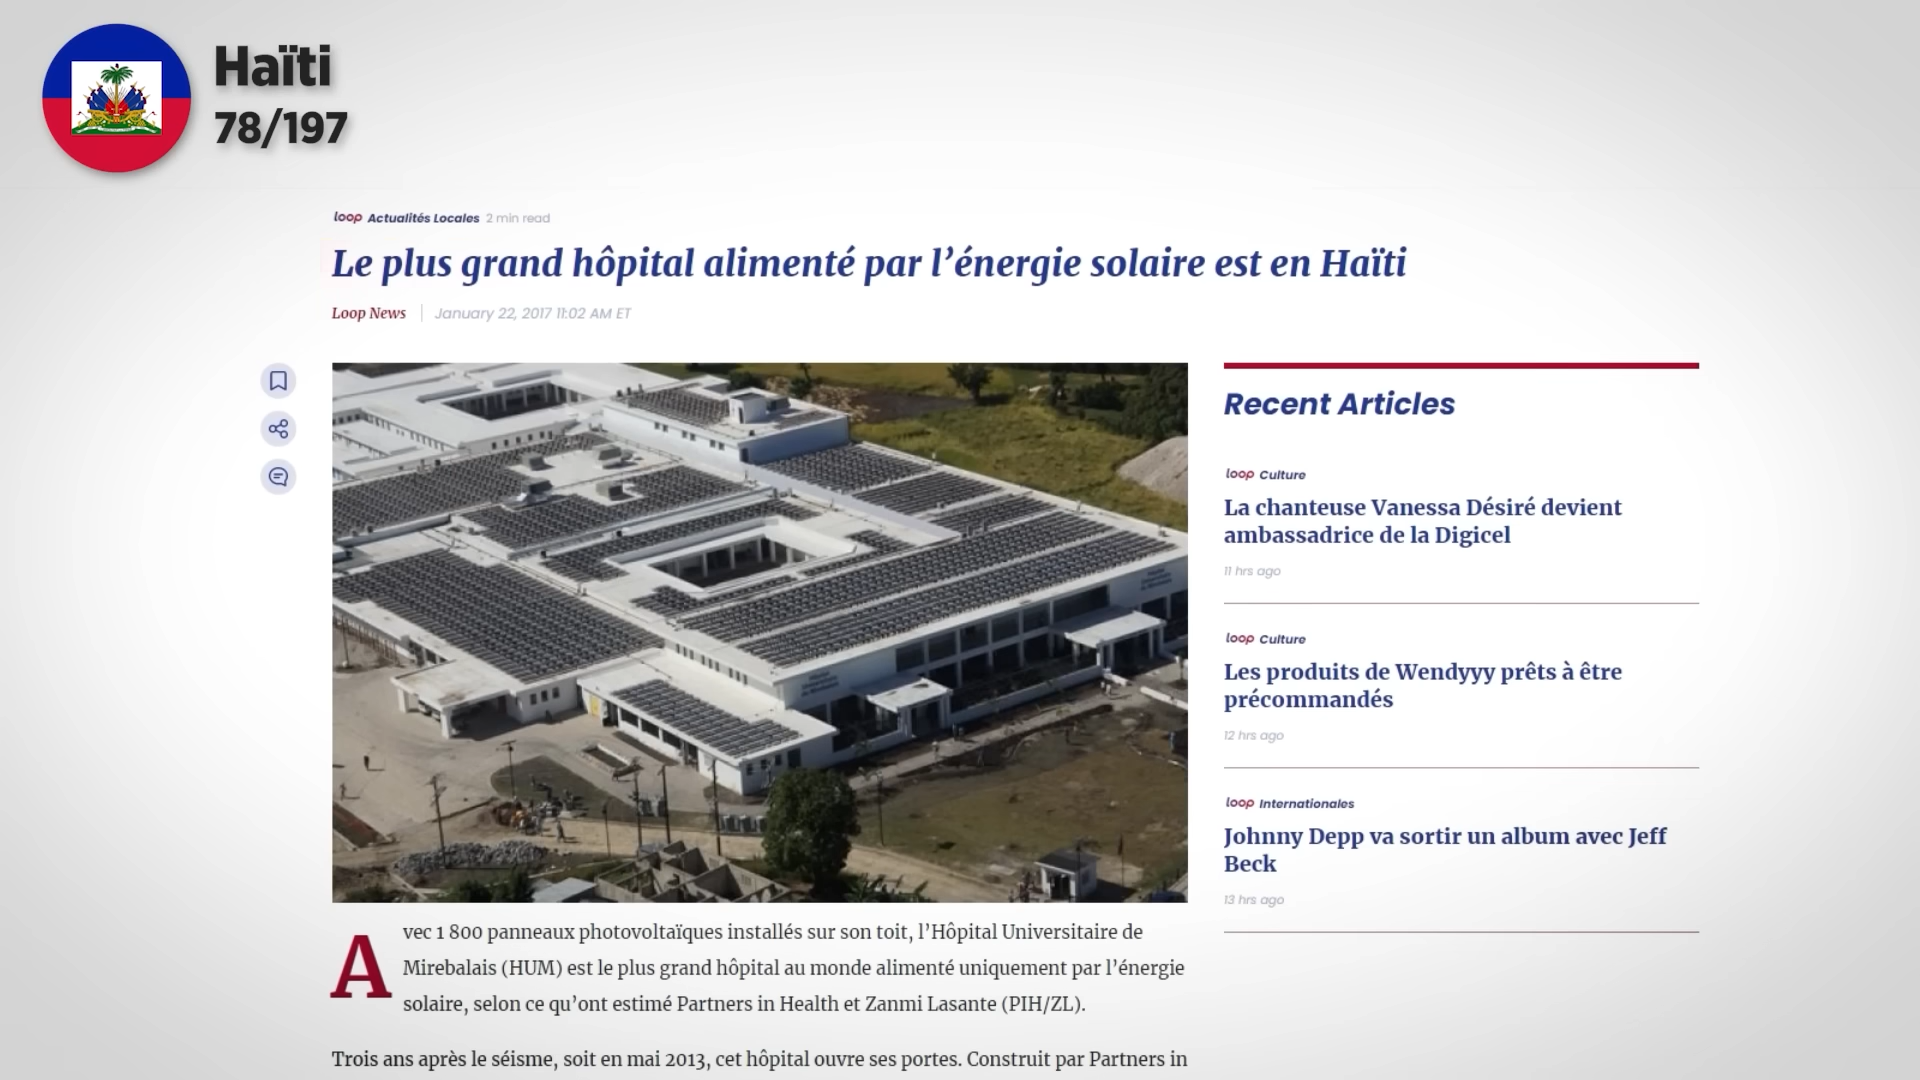 Haïti
78/197
loop Actualités Locales 2 min read
Le plus grand hôpital alimenté par l’énergie solaire est en Haïti
Loop News January 22, 2017 11:02 AM ET
Avec 1 800 panneaux photovoltaïques installés sur son toit, l’Hôpital Universitaire de
Mirebalais (HUM) est le plus grand hôpital au monde alimenté uniquement par l’énergie
solaire, selon ce qu’ont estimé Partners in Health et Zanmi Lasante (PIH/ZL).
Trois ans après le séisme, soit en mai 2013, cet hôpital ouvre ses portes. Construit par Partners in
Recent Articles
loop Culture
La chanteuse Vanessa Désiré devient
ambassadrice de la Digicel
11 hrs ago
loop Culture
Les produits de Wendyyy prêts à être
précommandés
12 hrs ago
loop Internationales
Johnny Depp va sortir un album avec Jeff
Beck
13 hrs ago